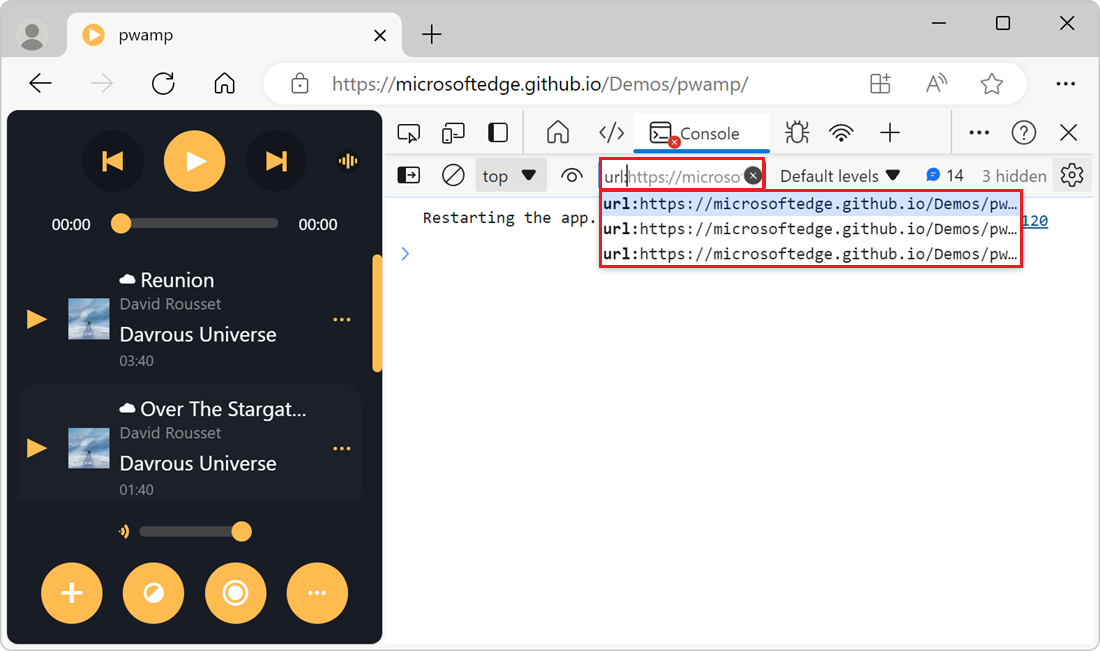 pwamp
https://microsoftedge.github.io/Demos/pwamp/
Console
top
url:https://microso
Default levels
14
3 hidden
Restarting the app.
120
url:https://microsoftedge.github.io/Demos/pw…
url:https://microsoftedge.github.io/Demos/pw…
url:https://microsoftedge.github.io/Demos/pw…
00:00
00:00
Reunion
David Rousset
Davrous Universe
03:40
Over The Stargat...
David Rousset
Davrous Universe
01:40